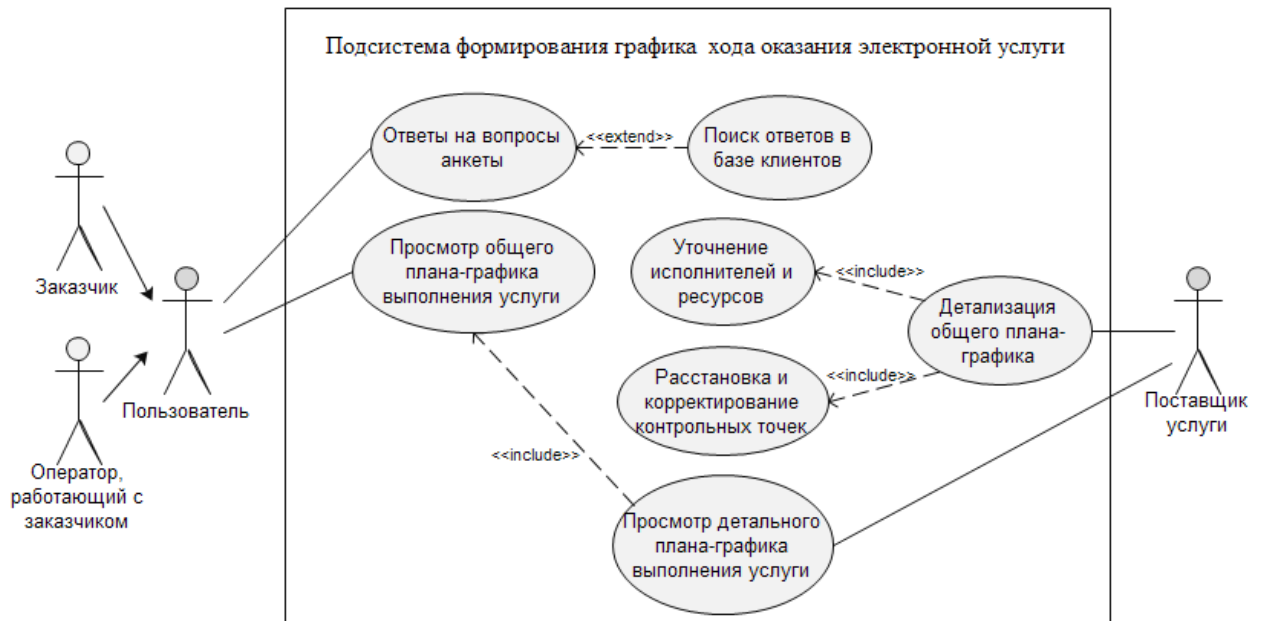 Подсистема формирования графика хода оказания электронной услуги
Ответы на вопросы
анкеты
<<extend>>
Поиск ответов в
базе клиентов
Просмотр общего
плана-графика
выполнения услуги
Уточнение
исполнителей и
ресурсов
<<include>>
Детализация
общего плана-
графика
Заказчик
Пользователь
Расстановка и
корректирование
контрольных точек
<<include>>
Поставщик
услуги
<<include>>
Оператор,
работающий с
заказчиком
Просмотр детального
плана-графика
выполнения услуги